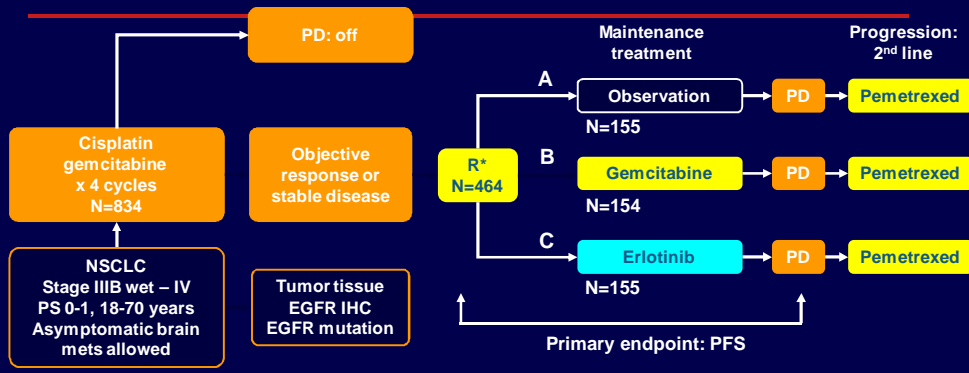 PD: off
Maintenance
treatment
Progression:
2nd line
A
Observation
PD
Pemetrexed
N=155
Cisplatin
gemcitabine
x 4 cycles
N=834
Objective
response or
stable disease
R*
N=464
B
Gemcitabine
PD
Pemetrexed
N=154
C
Erlotinib
PD
Pemetrexed
N=155
NSCLC
Stage IIIB wet – IV
PS 0-1, 18-70 years
Asymptomatic brain
mets allowed
Tumor tissue
EGFR IHC
EGFR mutation
Primary endpoint: PFS